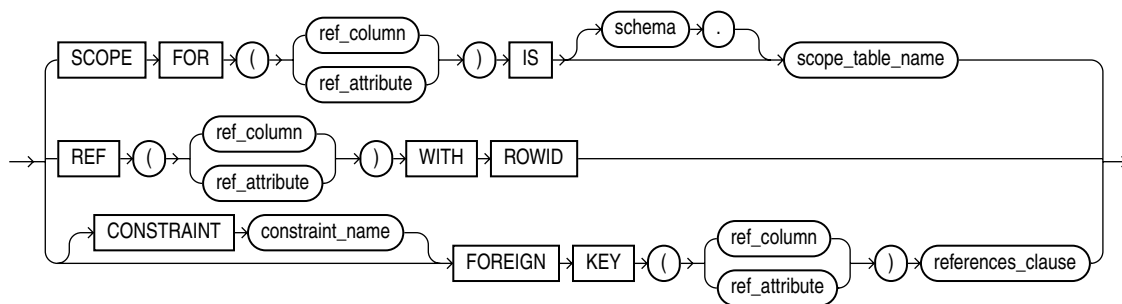 schema .
ref_column
SCOPE FOR ( ) IS scope_table_name
ref_attribute
ref_column
REF ( ) WITH ROWID
ref_attribute
CONSTRAINT constraint_name
ref_column
FOREIGN KEY ( ) references_clause
ref_attribute